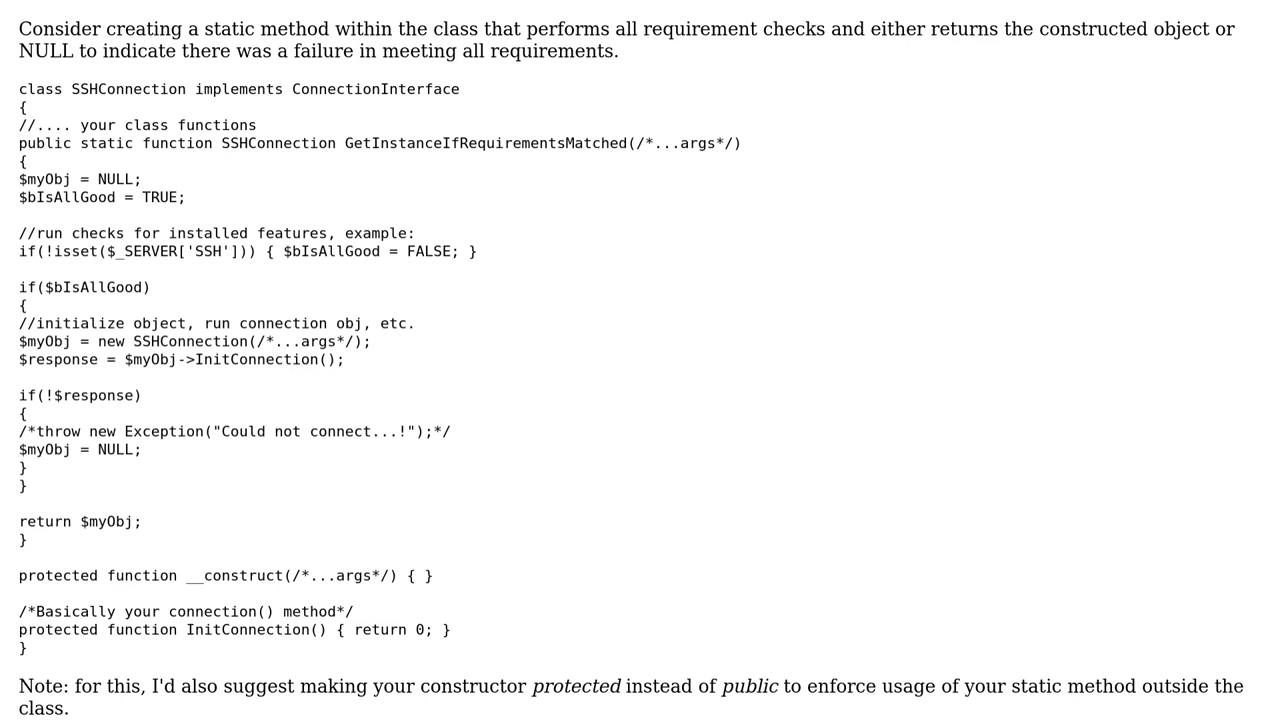 Consider creating a static method within the class that performs all requirement checks and either returns the constructed object or
NULL to indicate there was a failure in meeting all requirements.
class SSHConnection implements ConnectionInterface
{
//.... your class functions
public static function SSHConnection GetInstanceIfRequirementsMatched(/*...args*/)
{
$myObj = NULL;
$bIsAllGood = TRUE;
//run checks for installed features, example:
if(!isset($_SERVER['SSH'])) { $bIsAllGood = FALSE; }
if($bIsAllGood)
{
//initialize object, run connection obj, etc.
$myObj = new SSHConnection(/*...args*/);
$response = $myObj->InitConnection();
if(!$response)
{
/*throw new Exception("Could not connect...!");*/
$myObj = NULL;
}
}
return $myObj;
}
protected function __construct(/*...args*/) { }
/*Basically your connection() method*/
protected function InitConnection() { return 0; }
}
Note: for this, I'd also suggest making your constructor protected instead of public to enforce usage of your static method outside the
class.